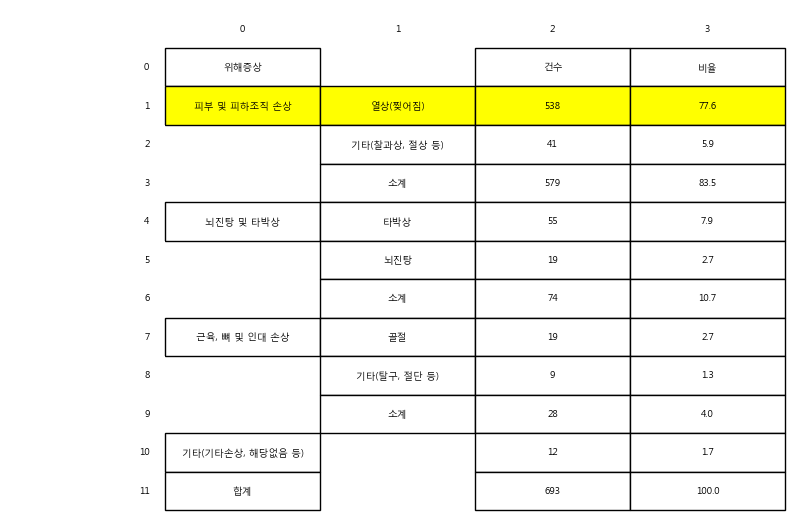 0 1 2 3
0 위해증상 건수 비율
1 피부 및 피하조직 손상 열상(찢어짐) 538 77.6
2 기타(찰과상, 절상 등) 41 5.9
3 소계 579 83.5
4 뇌진탕 및 타박상 타박상 55 7.9
5 뇌진탕 19 2.7
6 소계 74 10.7
7 근육, 뼈 및 인대 손상 골절 19 2.7
8 기타(탈구, 절단 등) 9 1.3
9 소계 28 4.0
10 기타(기타손상, 해당없음 등) 12 1.7
11 합계 693 100.0